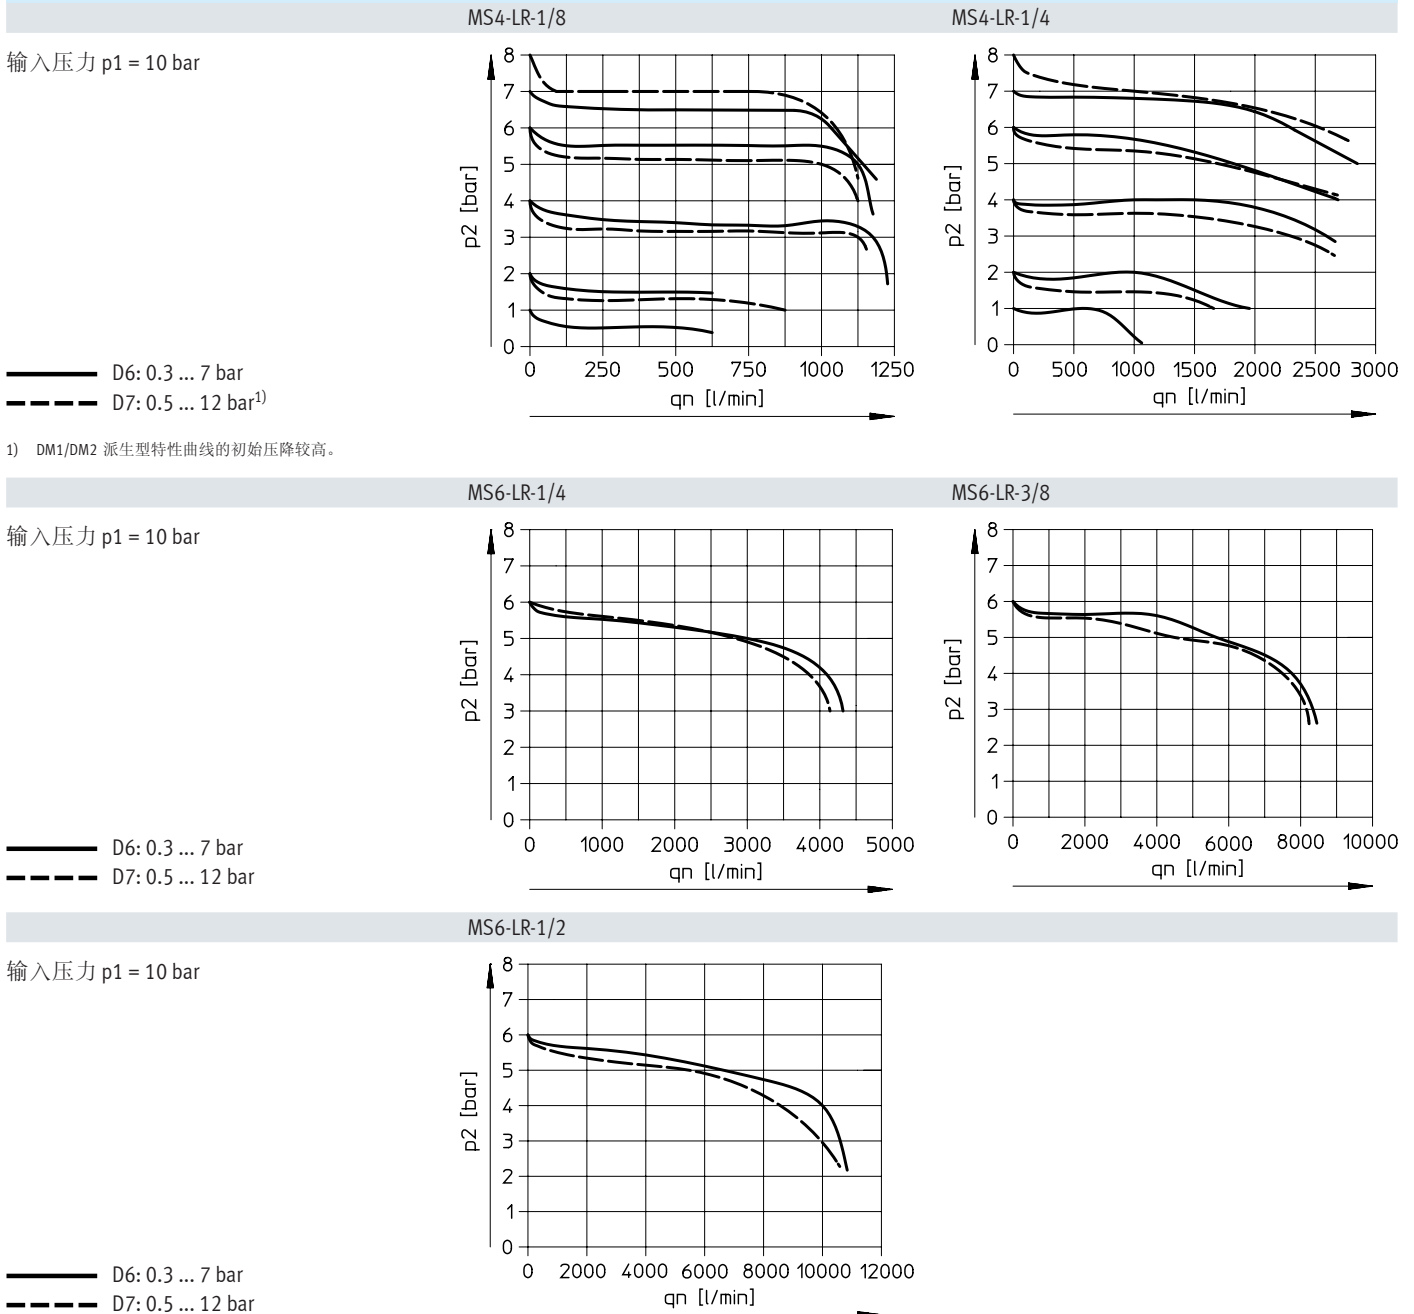 MS4-LR-1/8
MS4-LR-1/4
输入压力 p1 = 10 bar
8
7
6
5
4
3
2
1
0
p2 [bar]
0 250 500 750 1000 1250
qn [l/min]
8
7
6
5
4
3
2
1
0
p2 [bar]
0 500 1000 1500 2000 2500 3000
qn [l/min]
D6: 0.3 ... 7 bar
D7: 0.5 ... 12 bar1)
1) DM1/DM2 派生型特性曲线的初始压降较高。
MS6-LR-1/4
MS6-LR-3/8
输入压力 p1 = 10 bar
8
7
6
5
4
3
2
1
0
p2 [bar]
0 1000 2000 3000 4000 5000
qn [l/min]
8
7
6
5
4
3
2
1
0
p2 [bar]
0 2000 4000 6000 8000 10000
qn [l/min]
D6: 0.3 ... 7 bar
D7: 0.5 ... 12 bar
MS6-LR-1/2
输入压力 p1 = 10 bar
8
7
6
5
4
3
2
1
0
p2 [bar]
0 2000 4000 6000 8000 10000 12000
qn [l/min]
D6: 0.3 ... 7 bar
D7: 0.5 ... 12 bar